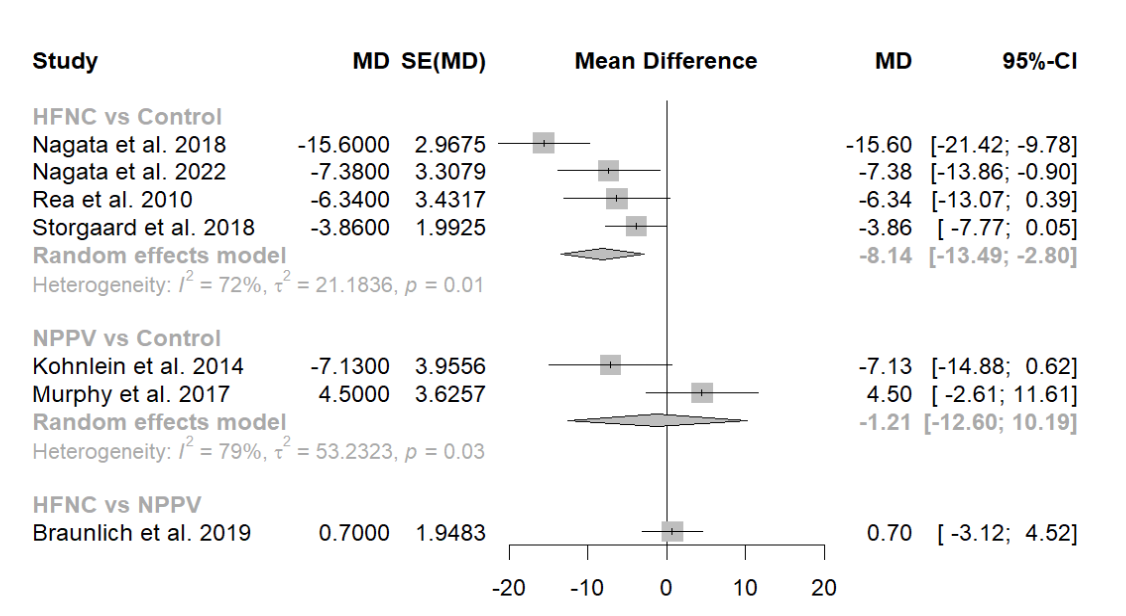 Study MD SE(MD) Mean Difference MD 95%-CI
HFNC vs Control
Nagata et al. 2018 -15.6000 2.9675 -15.60 [-21.42; -9.78]
Nagata et al. 2022 -7.3800 3.3079 -7.38 [-13.86; -0.90]
Rea et al. 2010 -6.3400 3.4317 -6.34 [-13.07; 0.39]
Storgaard et al. 2018 -3.8600 1.9925 -3.86 [ -7.77; 0.05]
Random effects model -8.14 [-13.49; -2.80]
Heterogeneity: I² = 72%, τ² = 21.1836, p = 0.01
NPPV vs Control
Kohnlein et al. 2014 -7.1300 3.9556 -7.13 [-14.88; 0.62]
Murphy et al. 2017 4.5000 3.6257 4.50 [ -2.61; 11.61]
Random effects model -1.21 [-12.60; 10.19]
Heterogeneity: I² = 79%, τ² = 53.2323, p = 0.03
HFNC vs NPPV
Braunlich et al. 2019 0.7000 1.9483 0.70 [ -3.12; 4.52]
-20 -10 0 10 20